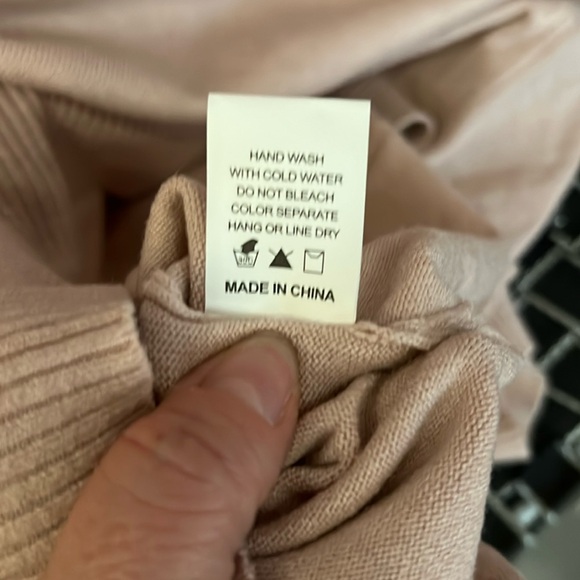 HAND WASH
WITH COLD WATER
DO NOT BLEACH
COLOR SEPARATE
HANG OR LINE DRY
MADE IN CHINA